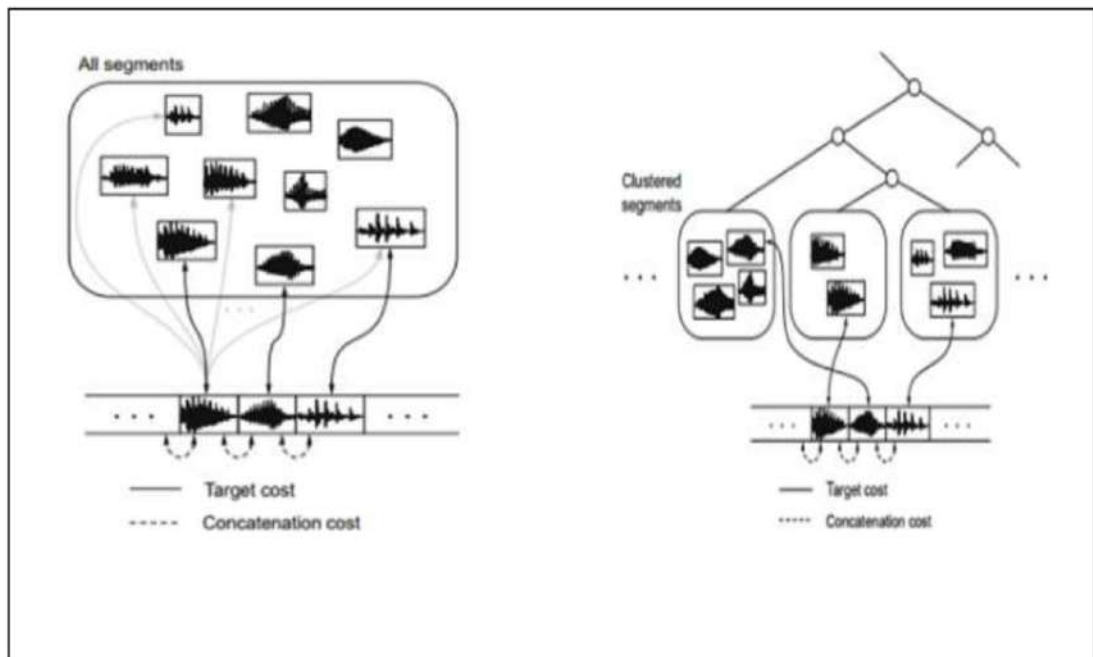 All segments
Target cost
Concatenation cost
Clustered
segments
Target cost
Concatenation cost